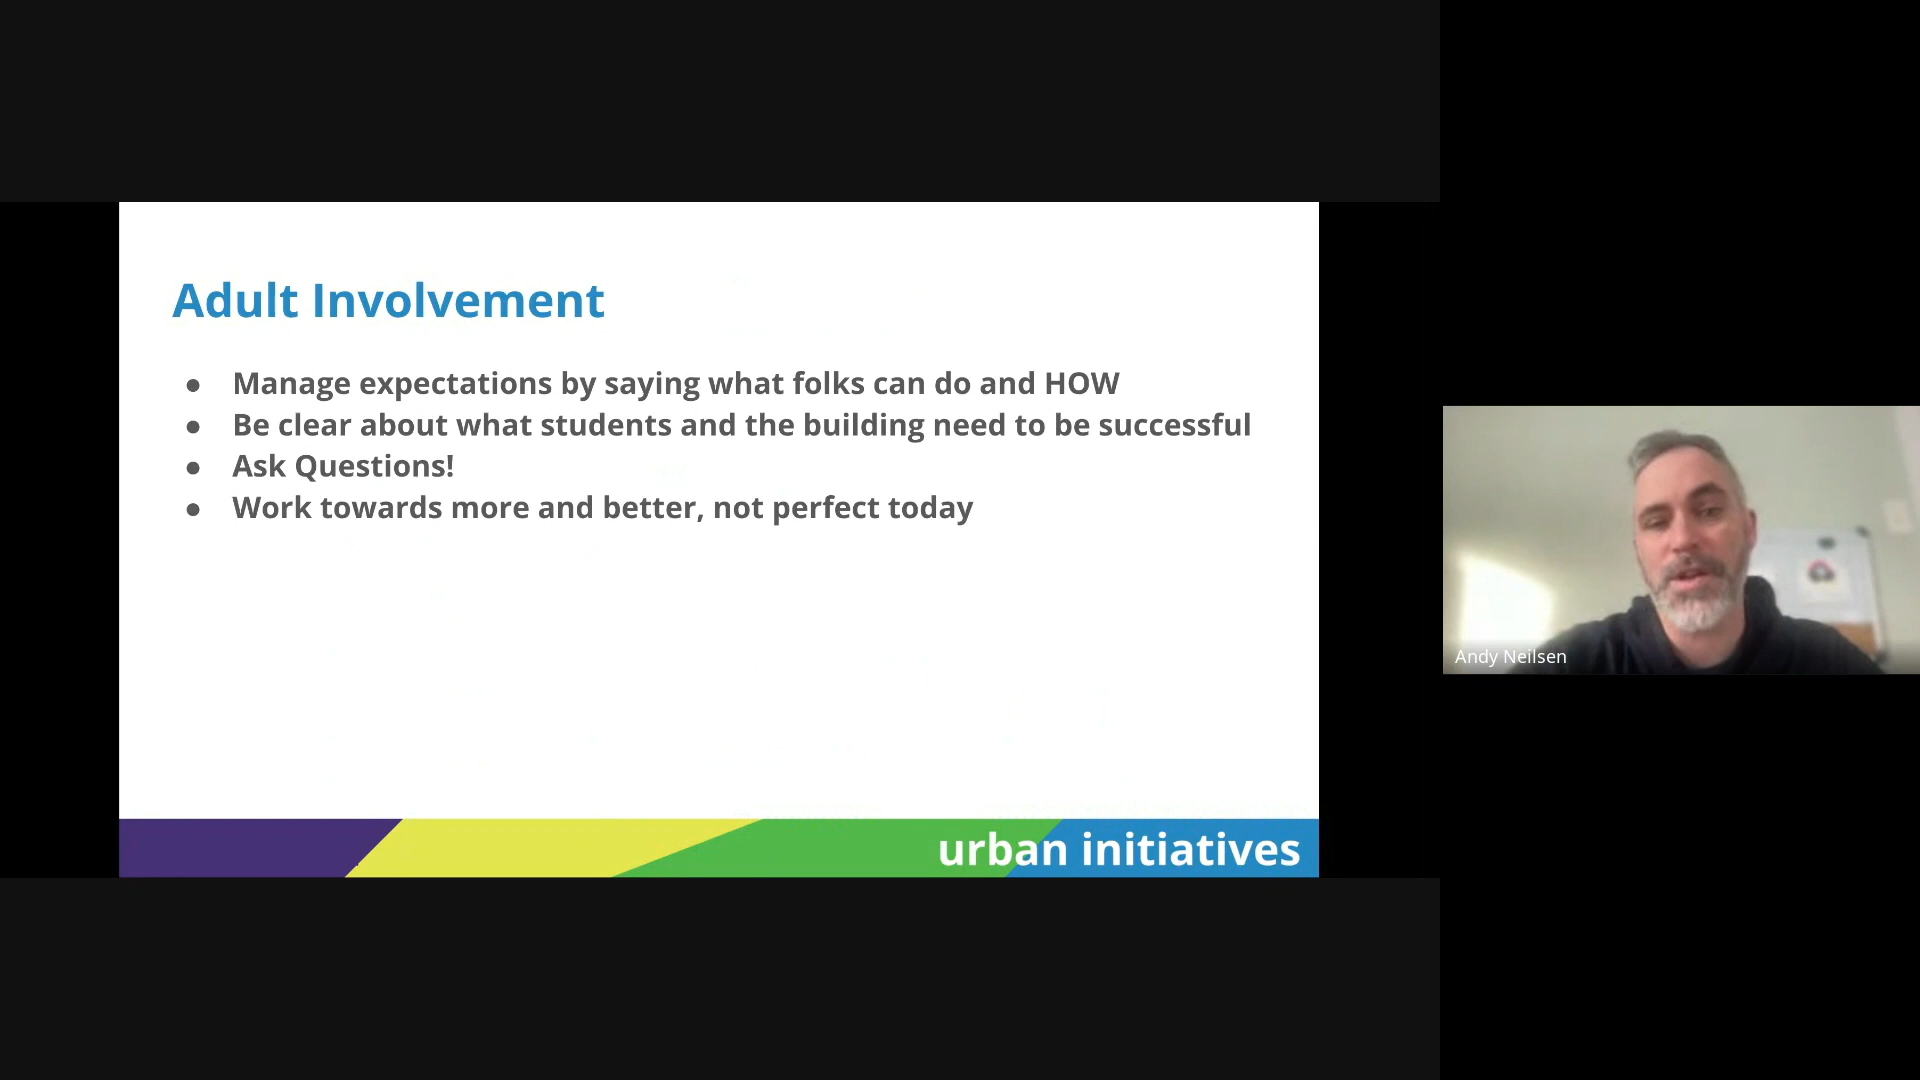 Adult Involvement
● Manage expectations by saying what folks can do and HOW
● Be clear about what students and the building need to be successful
● Ask Questions!
● Work towards more and better, not perfect today
urban initiatives
Andy Neilsen